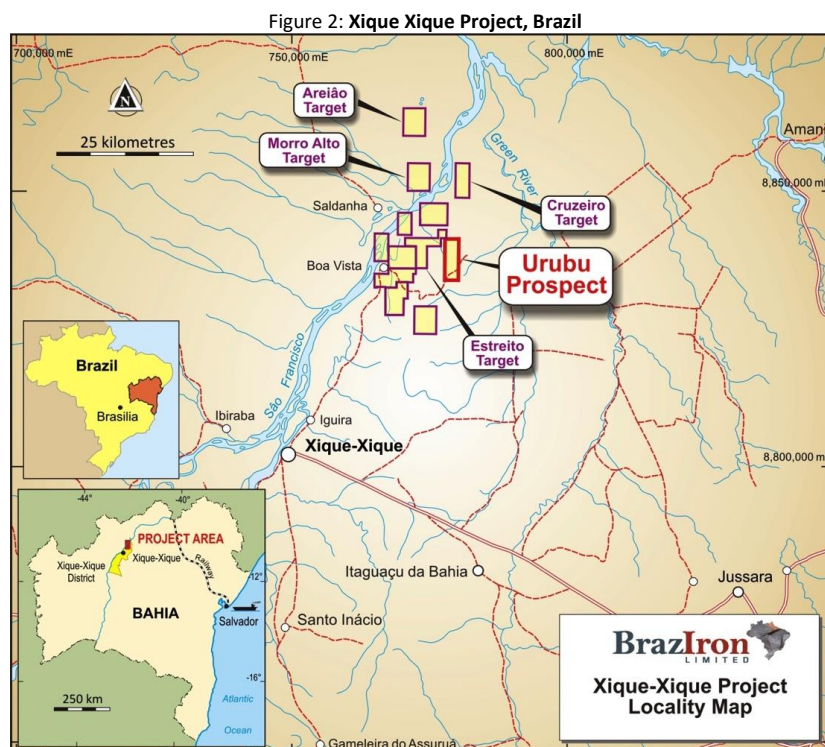 Figure 2: Xique Xique Project, Brazil
700,000 mE
750,000 mE
800,000 mE
N
25 kilometres
Areiâo
Target
Morro Alto
Target
Green River
Aman
8,850,000 mE
Saldanha
Cruzeiro
Target
Boa Vista
Urubu
Prospect
Estreito
Target
São Francisco
Brazil
Brasilia
Ibiraba
Iguira
Xique-Xique
8,800,000 mE
-44°
-40°
PROJECT AREA
Xique-Xique
District
Xique-Xique
Railway
-12°
BAHIA
Salvador
-16°
250 km
Atlantic
Ocean
Itaguaçu da Bahia
Jussara
Santo Inácio
BrazIron
LIMITED
Xique-Xique Project
Locality Map
Gameleira do Assuruá